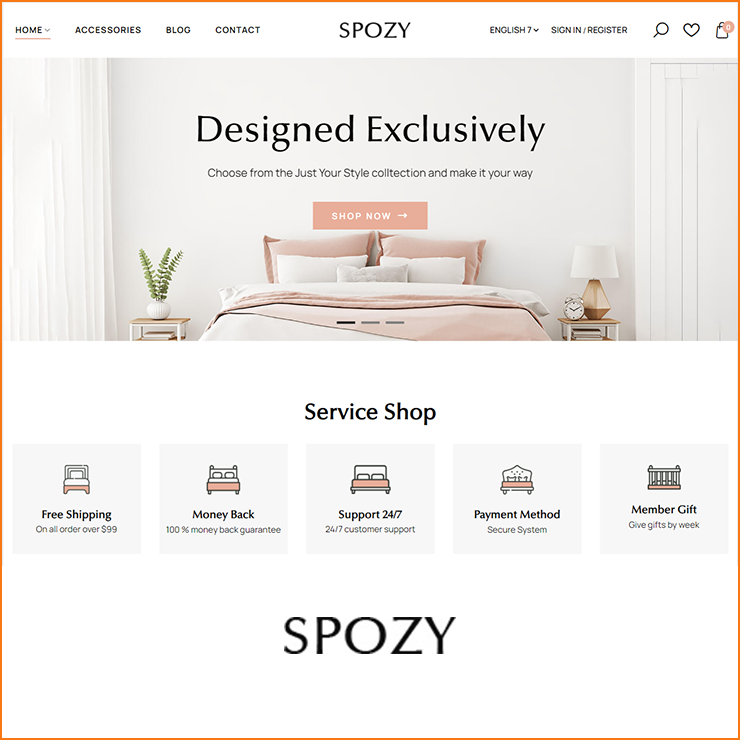 HOME ACCESSORIES BLOG CONTACT SPOZY ENGLISH 7 SIGN IN / REGISTER 0
Designed Exclusively
Choose from the Just Your Style colltection and make it your way
SHOP NOW →
Service Shop
Free Shipping
On all order over $99
Money Back
100 % money back guarantee
Support 24/7
24/7 customer support
Payment Method
Secure System
Member Gift
Give gifts by week
SPOZY